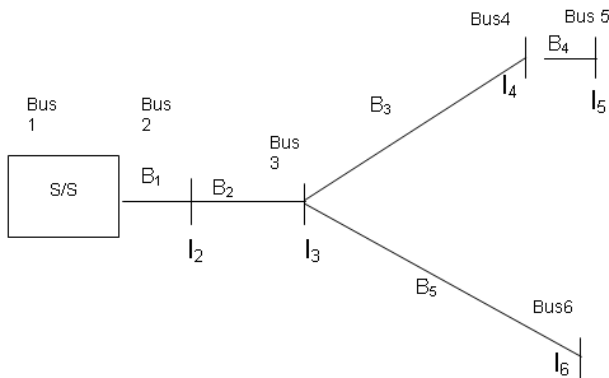 Bus4
Bus 5
B₄
I₄
I₅
B₃
Bus
1
Bus
2
Bus
3
S/S
B₁
B₂
I₂
I₃
B₅
Bus6
I₆